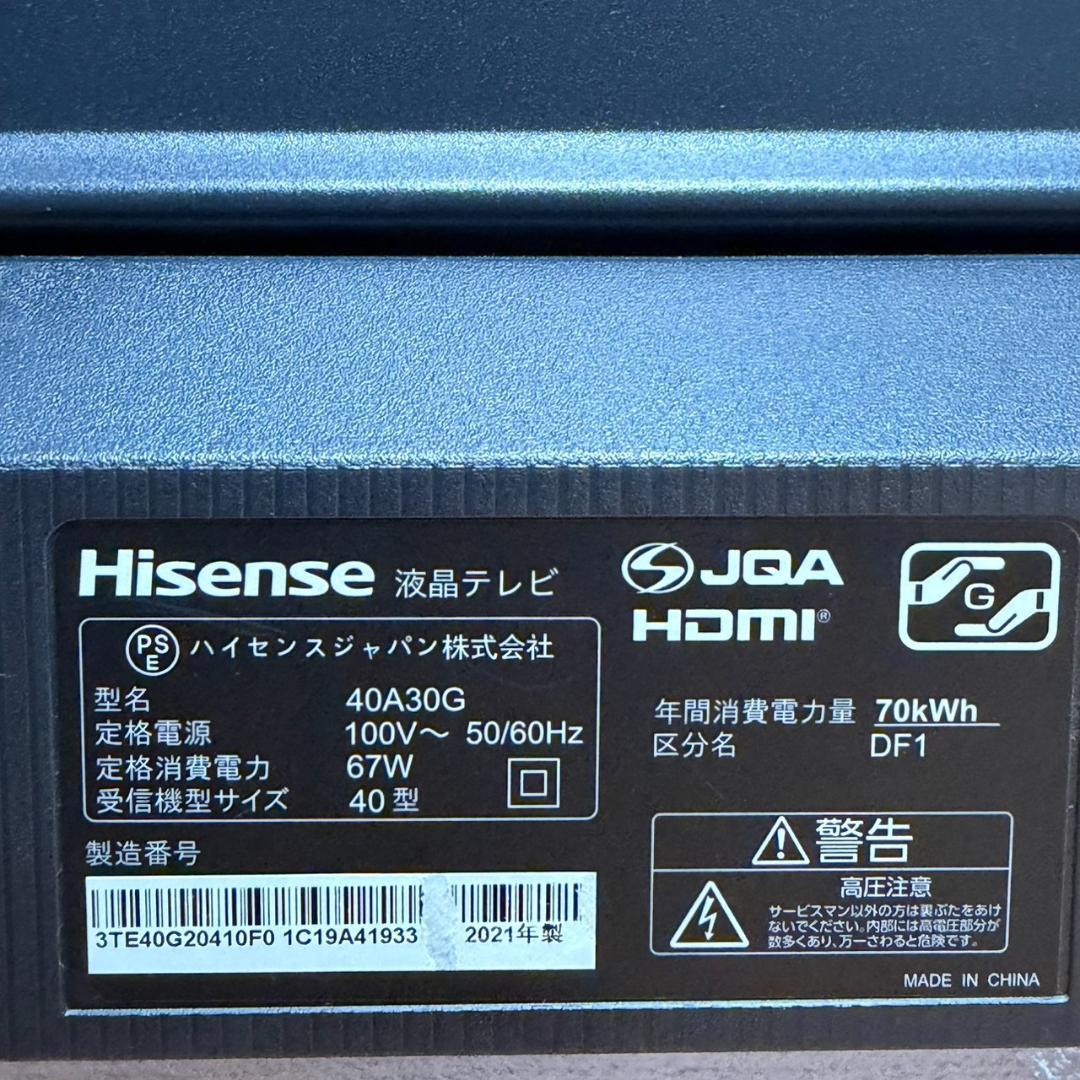 Hisense 液晶テレビ
PS
E
ハイセンスジャパン株式会社
型名 40A30G
定格電源 100V～ 50/60Hz
定格消費電力 67W
受信機型サイズ 40型
製造番号
3TE40G20410F0 1C19A41933 2021年製
JQA
HDMI®
G
年間消費電力量 70kWh
区分名 DF1
警告
高圧注意
サービスマン以外の方は裏ぶたをあけ
ないでください。内部には高電圧部分が
数多くあり、万一さわると危険です。
MADE IN CHINA